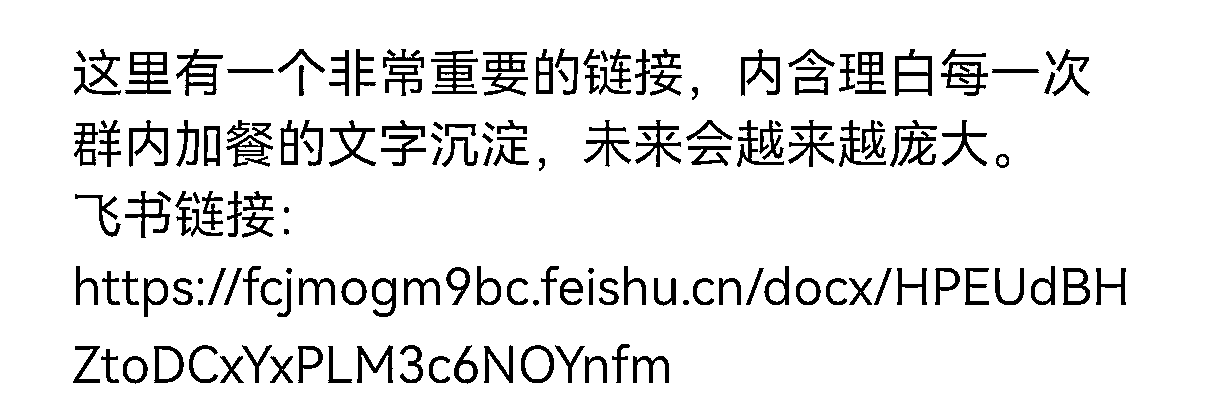 这里有一个非常重要的链接，内含理白每一次
群内加餐的文字沉淀，未来会越来越庞大。
飞书链接：
https://fcjmogm9bc.feishu.cn/docx/HPEUdBH
ZtoDCxYxPLM3c6NOYnfm